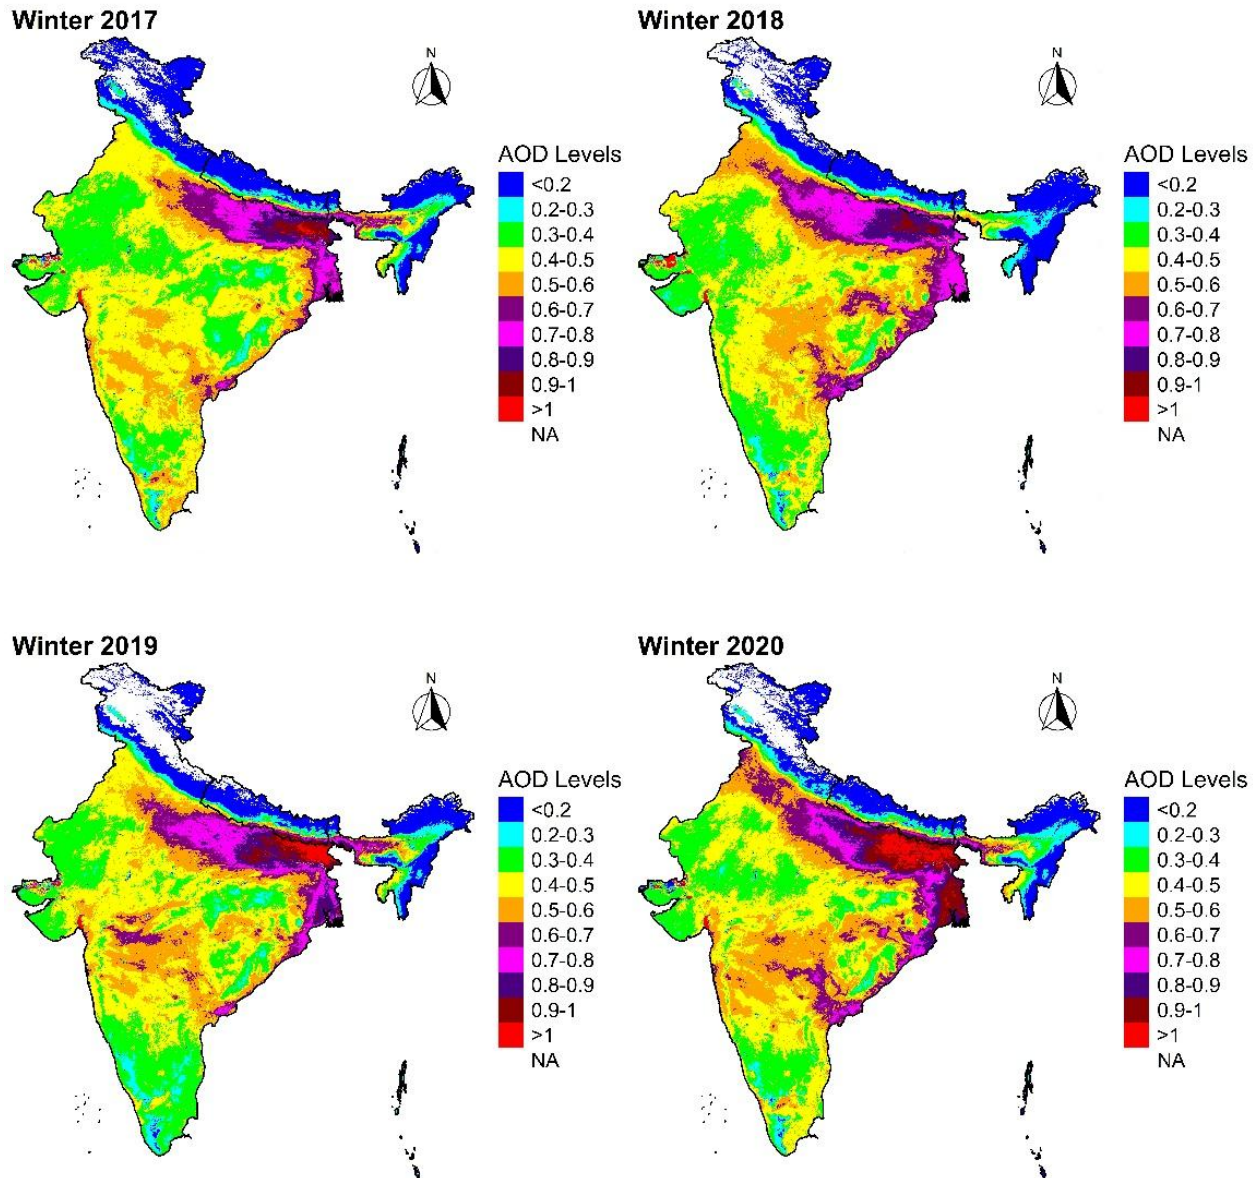 Winter 2017
N
AOD Levels
<0.2
0.2-0.3
0.3-0.4
0.4-0.5
0.5-0.6
0.6-0.7
0.7-0.8
0.8-0.9
0.9-1
>1
NA
Winter 2018
N
AOD Levels
<0.2
0.2-0.3
0.3-0.4
0.4-0.5
0.5-0.6
0.6-0.7
0.7-0.8
0.8-0.9
0.9-1
>1
NA
Winter 2019
N
AOD Levels
<0.2
0.2-0.3
0.3-0.4
0.4-0.5
0.5-0.6
0.6-0.7
0.7-0.8
0.8-0.9
0.9-1
>1
NA
Winter 2020
N
AOD Levels
<0.2
0.2-0.3
0.3-0.4
0.4-0.5
0.5-0.6
0.6-0.7
0.7-0.8
0.8-0.9
0.9-1
>1
NA